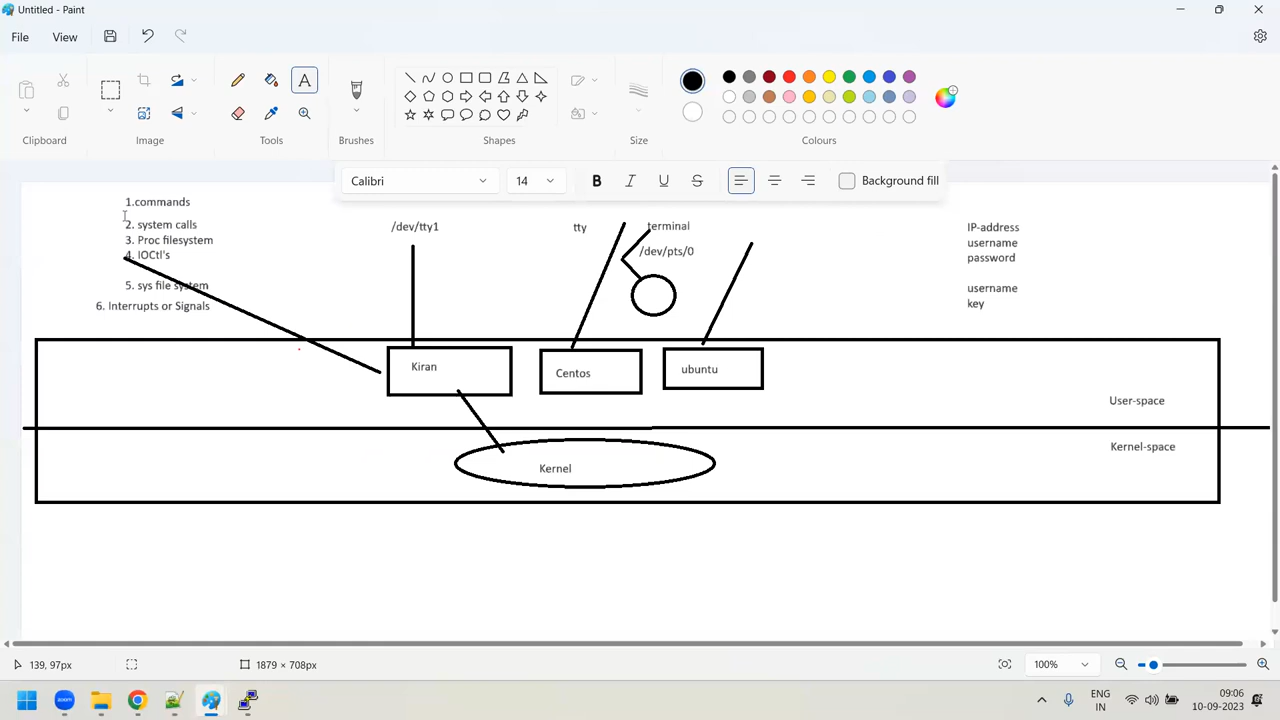 Untitled - Paint
File
View
Clipboard
Image
Tools
Brushes
Shapes
Size
Colours
A
Calibri
14
B
I
U
S
Background fill
1.commands
2. system calls
3. Proc filesystem
4. IOCtl's
5. sys file system
6. Interrupts or Signals
/dev/tty1
tty
terminal
/dev/pts/0
IP-address
username
password
username
key
Kiran
Centos
ubuntu
User-space
Kernel-space
Kernel
139, 97px
1879 × 708px
100%
zoom
ENG
IN
09:06
10-09-2023